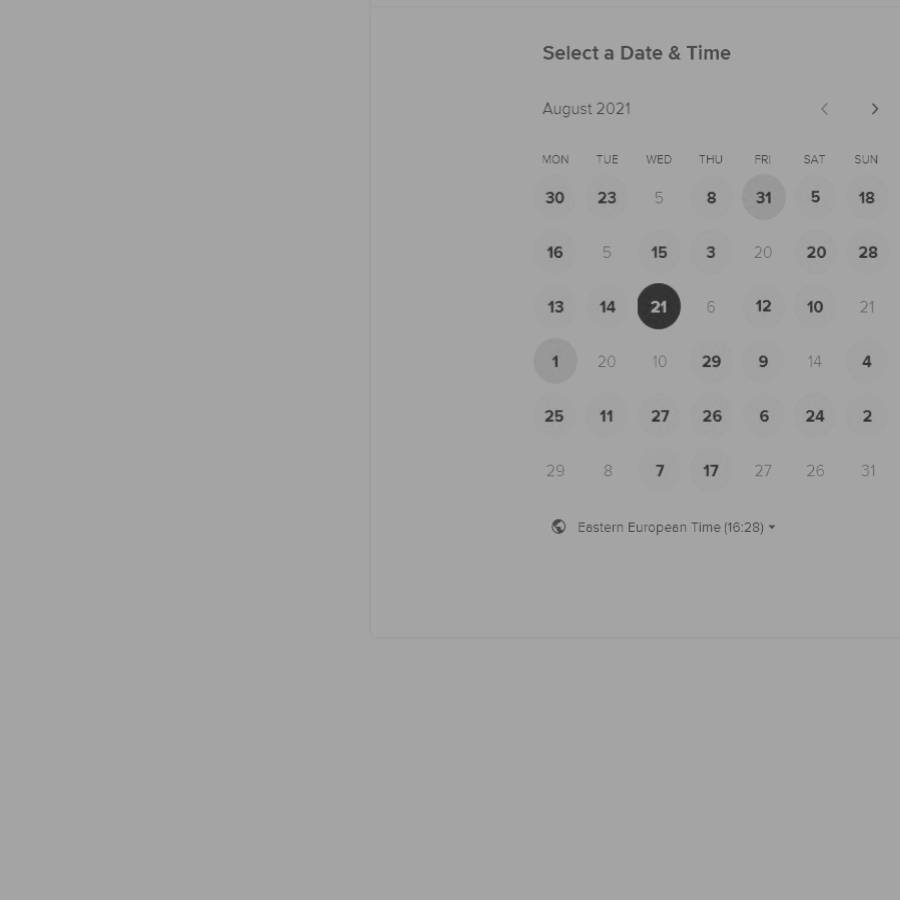 Select a Date & Time
August 2021
MON TUE WED THU FRI SAT SUN
30 23 5 8 31 5 18
16 5 15 3 20 20 28
13 14 21 6 12 10 21
1 20 10 29 9 14 4
25 11 27 26 6 24 2
29 8 7 17 27 26 31
Eastern European Time (16:28)